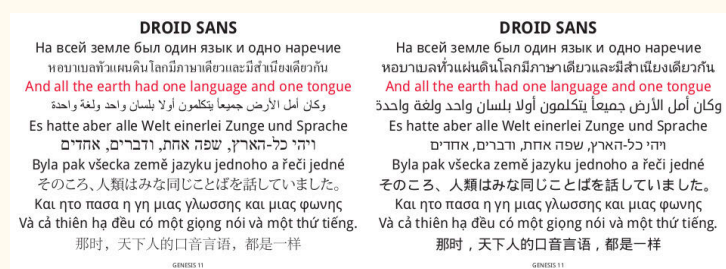 DROID SANS
На всей земле был один язык и одно наречие
หอบาเบลทั่วแผ่นดินโลกมีภาษาเดียวและมีสำเนียงเดียวกัน
And all the earth had one language and one tongue
وكان أمل الأرض جميعاً يتكلمون أولا بلسان واحد ولغة واحدة
Es hatte aber alle Welt einerlei Zunge und Sprache
ויהי כל-הארץ, שפה אחת, ודברים, אחדים
Byla pak všecka země jazyku jednoho a řeči jedné
そのころ、人類はみな同じことばを話していました。
Και ητο πασα η γη μιας γλωσσης και μιας φωνης
Và cả thiên hạ đều có một giọng nói và một thứ tiếng.
那时，天下人的口音言语，都是一样
GENESIS 11
DROID SANS
На всей земле был один язык и одно наречие
หอบาเบลทั่วแผ่นดินโลกมีภาษาเดียวและมีสำเนียงเดียวกัน
And all the earth had one language and one tongue
وكان أمل الأرض جميعاً يتكلمون أولا بلسان واحد ولغة واحدة
Es hatte aber alle Welt einerlei Zunge und Sprache
ויהי כל-הארץ, שפה אחת, ודברים, אחדים
Byla pak všecka země jazyku jednoho a řeči jedné
そのころ、人類はみな同じことばを話していました。
Και ητο πασα η γη μιας γλωσσης και μιας φωνης
Và cả thiên hạ đều có một giọng nói và một thứ tiếng.
那时，天下人的口音言语，都是一样
GENESIS 11